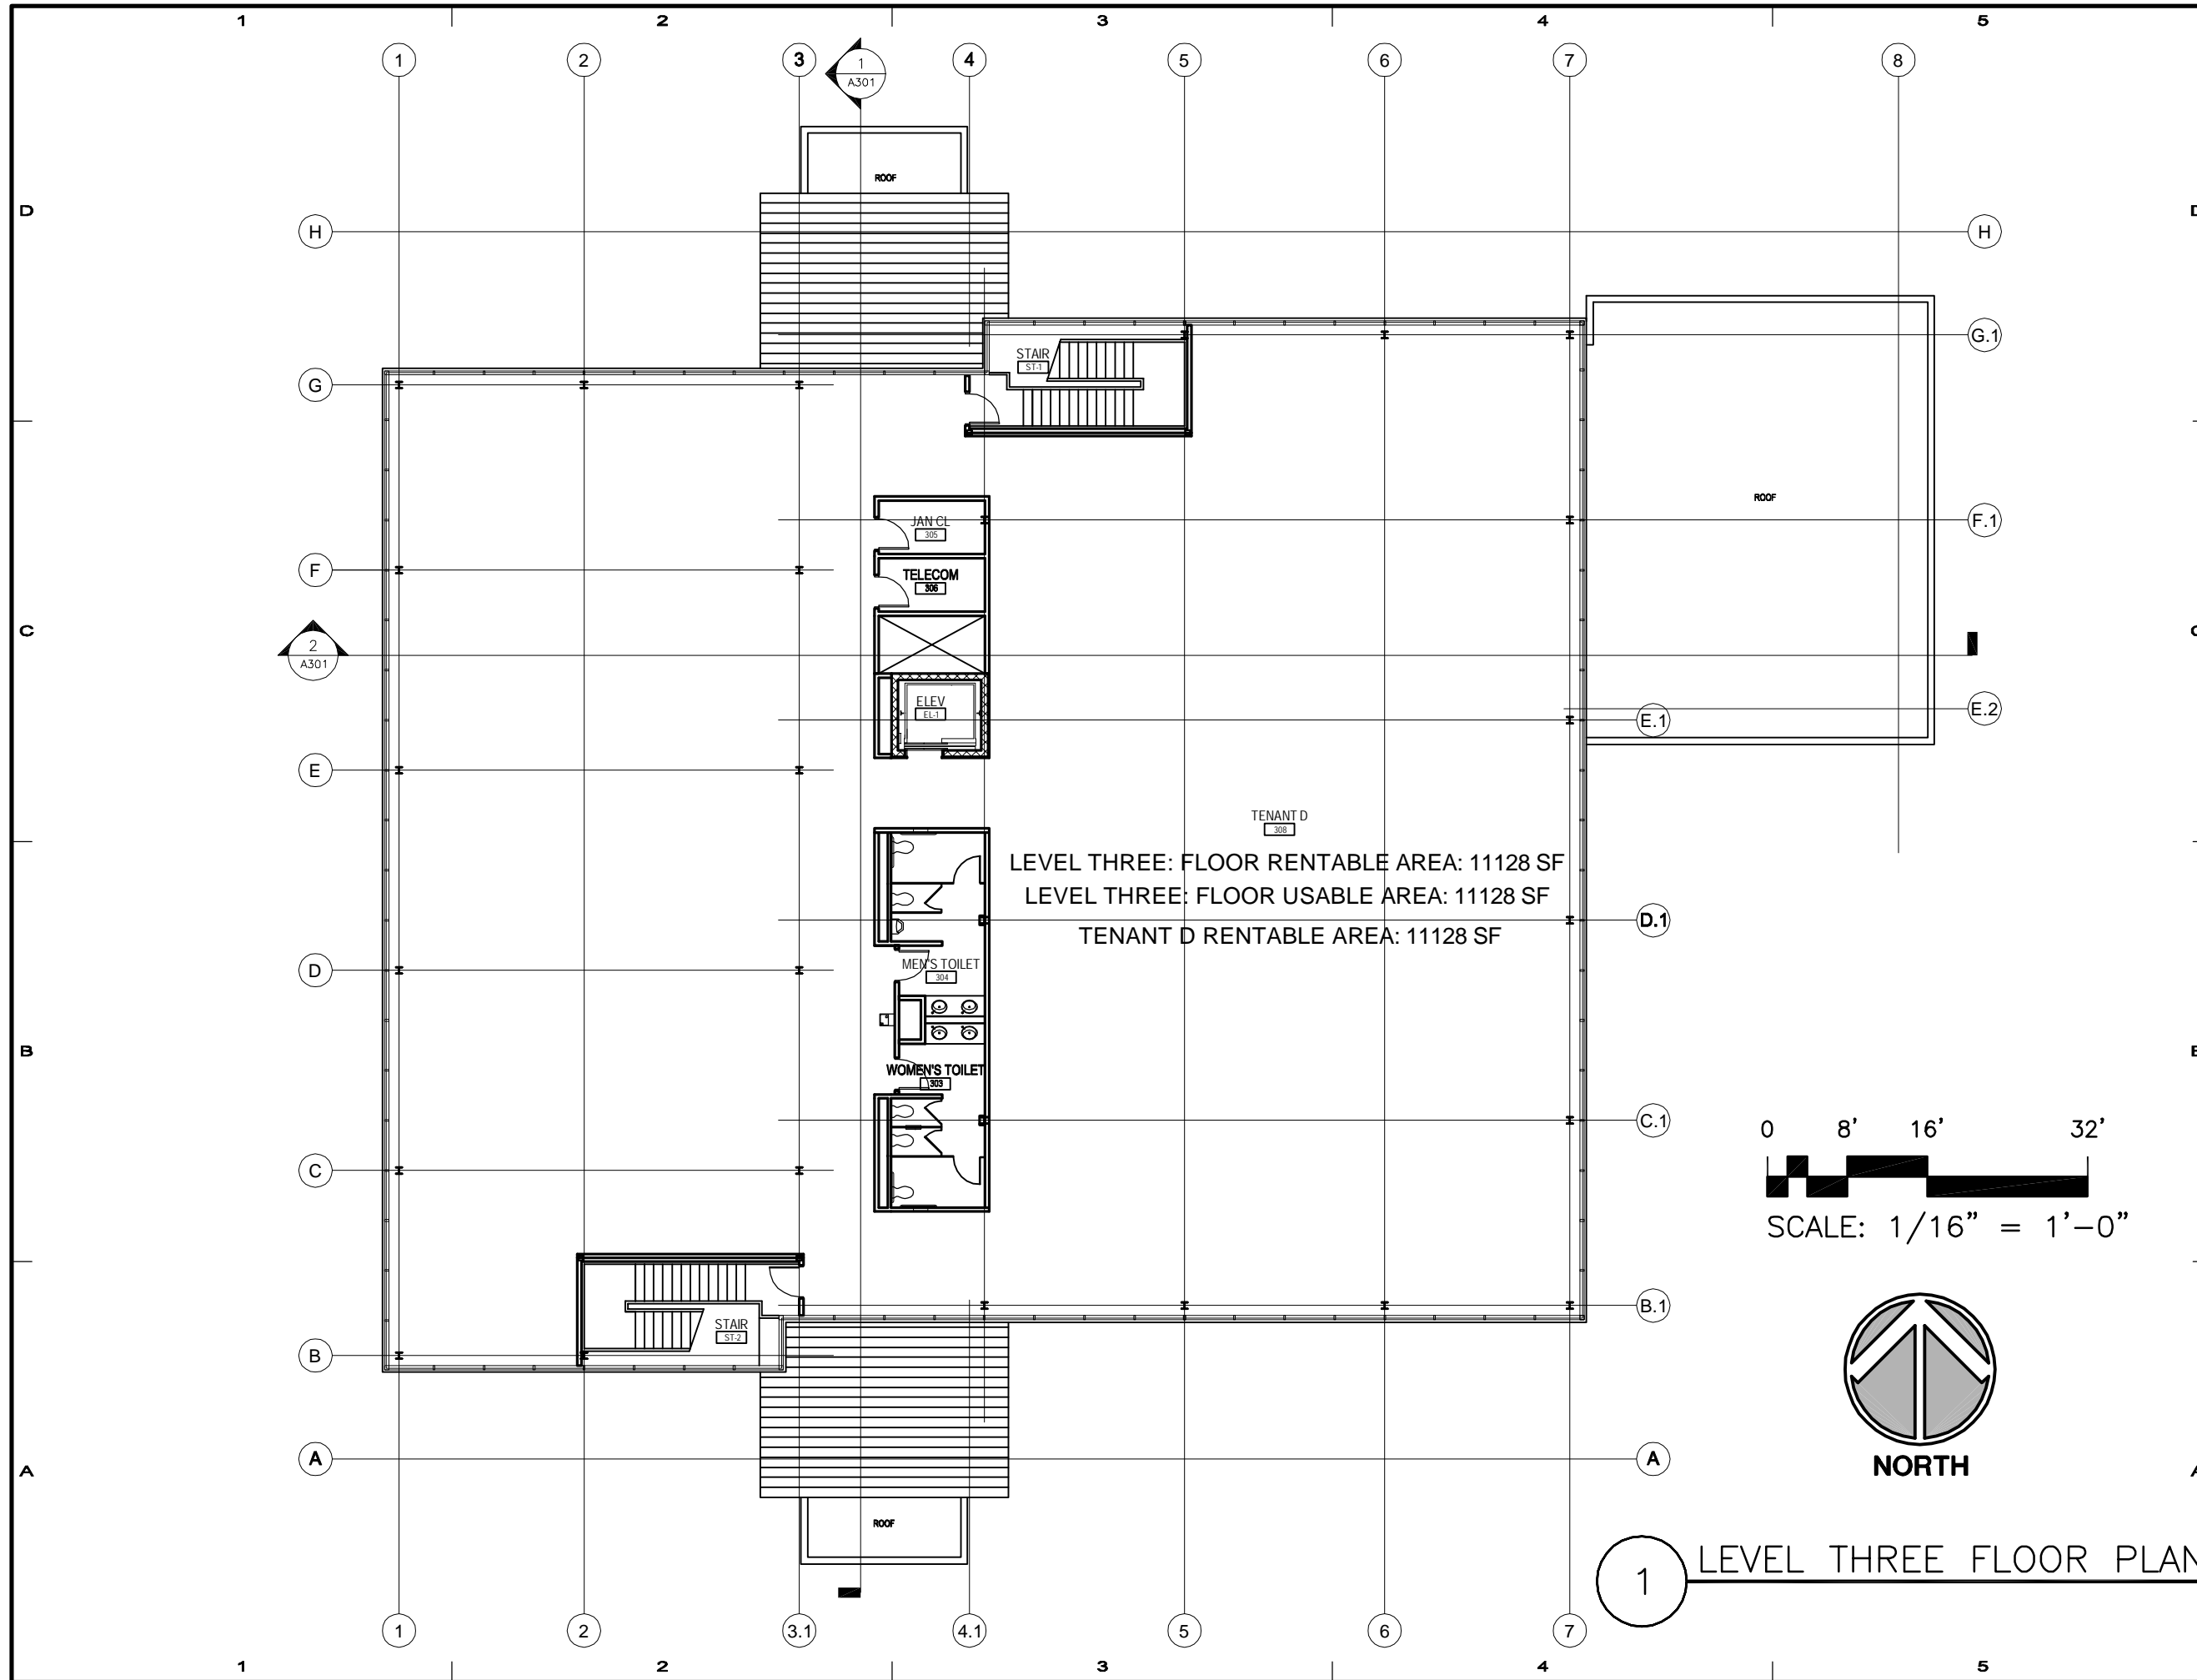 1 2 3 4 5
1 2 3 4 5 6 7 8
1
A301
ROOF
D
H H
G.1
STAIR
ST-1
G
ROOF
JAN CL
305
F.1
F
TELECOM
306
C
2
A301
ELEV
EL-1
E.2
E.1
E
TENANT D
308
LEVEL THREE: FLOOR RENTABLE AREA: 11128 SF
LEVEL THREE: FLOOR USABLE AREA: 11128 SF
D.1
TENANT D RENTABLE AREA: 11128 SF
MEN'S TOILET
304
D
B
WOMEN'S TOILET
303
C.1
0 8' 16' 32'
C
SCALE: 1/16" = 1'-0"
B.1
STAIR
ST-2
B
A A
NORTH
A
ROOF
1 LEVEL THREE FLOOR PLAN
1 2 3.1 4.1 5 6 7
1 2 3 4 5